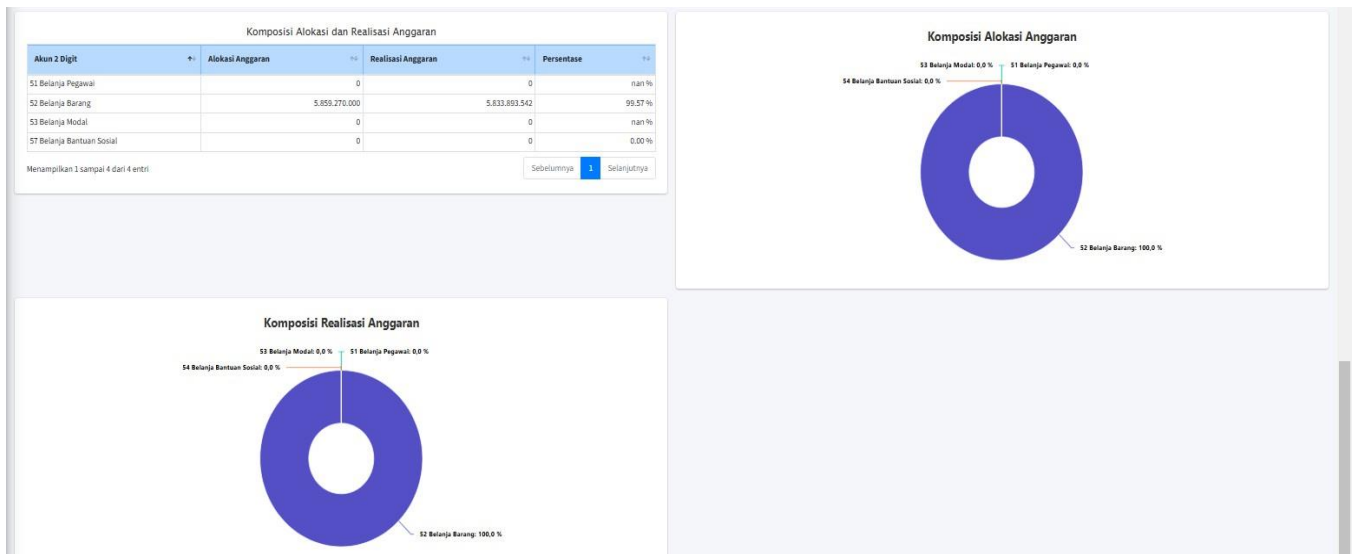 Komposisi Alokasi dan Realisasi Anggaran
Akun 2 Digit Alokasi Anggaran Realisasi Anggaran Persentase
51 Belanja Pegawai 0 0 nan %
52 Belanja Barang 5.859.270.000 5.833.893.542 99.57 %
53 Belanja Modal 0 0 nan %
57 Belanja Bantuan Sosial 0 0 0.00 %
Menampilkan 1 sampai 4 dari 4 entri
Sebelumnya 1 Selanjutnya
Komposisi Alokasi Anggaran
53 Belanja Modal: 0,0 % 51 Belanja Pegawai: 0,0 %
54 Belanja Bantuan Sosial: 0,0 %
52 Belanja Barang: 100,0 %
Komposisi Realisasi Anggaran
53 Belanja Modal: 0,0 % 51 Belanja Pegawai: 0,0 %
54 Belanja Bantuan Sosial: 0,0 %
52 Belanja Barang: 100,0 %